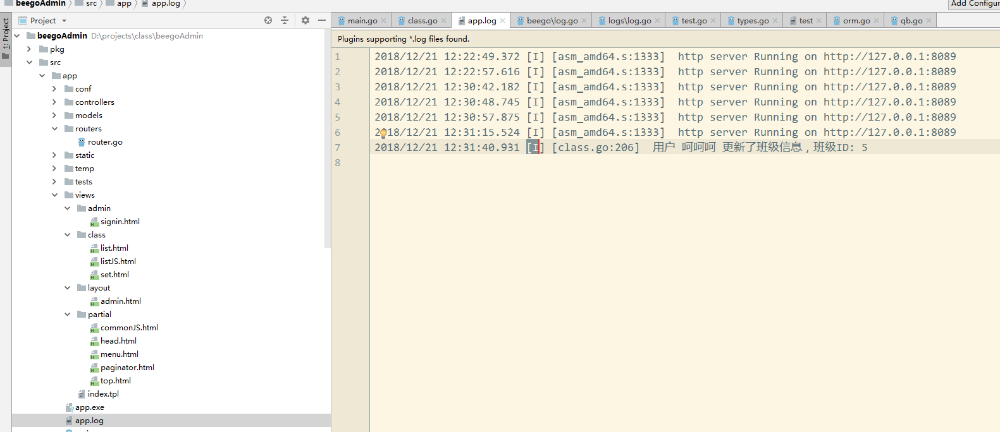 beegoAdmin src app app.log
Add Configur
1: Project
Project
main.go class.go app.log beego\log.go logs\log.go test.go types.go test orm.go qb.go
beegoAdmin D:\projects\class\beegoAdmin
pkg
src
app
conf
controllers
models
routers
router.go
static
temp
tests
views
admin
signin.html
class
list.html
listJS.html
set.html
layout
admin.html
partial
commonJS.html
head.html
menu.html
paginator.html
top.html
index.tpl
app.exe
app.log
Plugins supporting *.log files found.
1 2018/12/21 12:22:49.372 [I] [asm_amd64.s:1333] http server Running on http://127.0.0.1:8089
2 2018/12/21 12:22:57.616 [I] [asm_amd64.s:1333] http server Running on http://127.0.0.1:8089
3 2018/12/21 12:30:42.182 [I] [asm_amd64.s:1333] http server Running on http://127.0.0.1:8089
4 2018/12/21 12:30:48.745 [I] [asm_amd64.s:1333] http server Running on http://127.0.0.1:8089
5 2018/12/21 12:30:57.875 [I] [asm_amd64.s:1333] http server Running on http://127.0.0.1:8089
6 2018/12/21 12:31:15.524 [I] [asm_amd64.s:1333] http server Running on http://127.0.0.1:8089
7 2018/12/21 12:31:40.931 [I] [class.go:206] 用户 呵呵呵 更新了班级信息，班级ID: 5
8